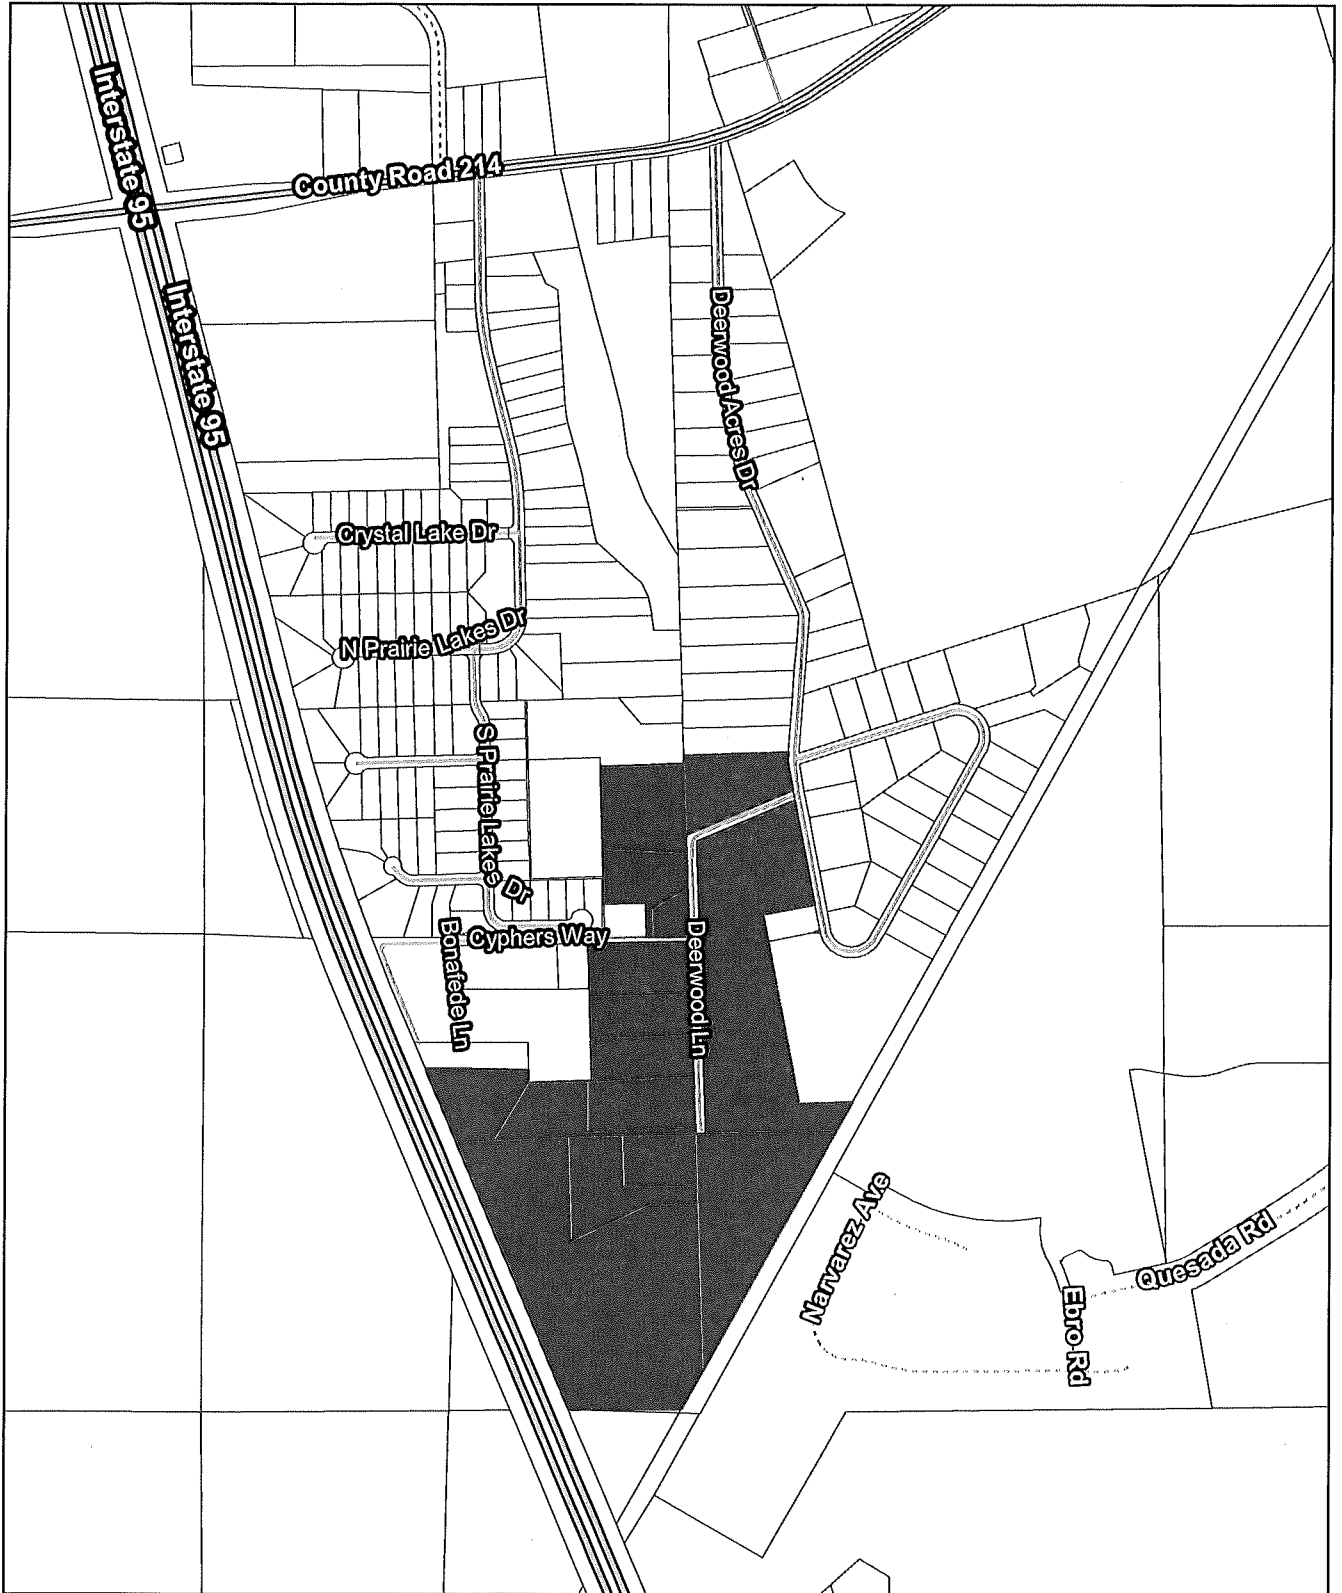 Interstate 95
County Road 214
Interstate 95
Deerwood Acres Dr
Crystal Lake Dr
N Prairie Lakes Dr
S Prairie Lakes Dr
Bonafede Ln
Cyphers Way
Deerwood Ln
Narvarez Ave
Quesada Rd
Ebro Rd